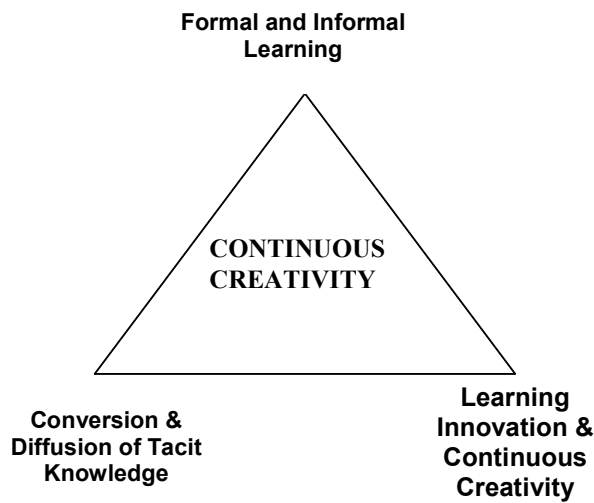 Formal and Informal
Learning
CONTINUOUS
CREATIVITY
Conversion &
Diffusion of Tacit
Knowledge
Learning
Innovation &
Continuous
Creativity